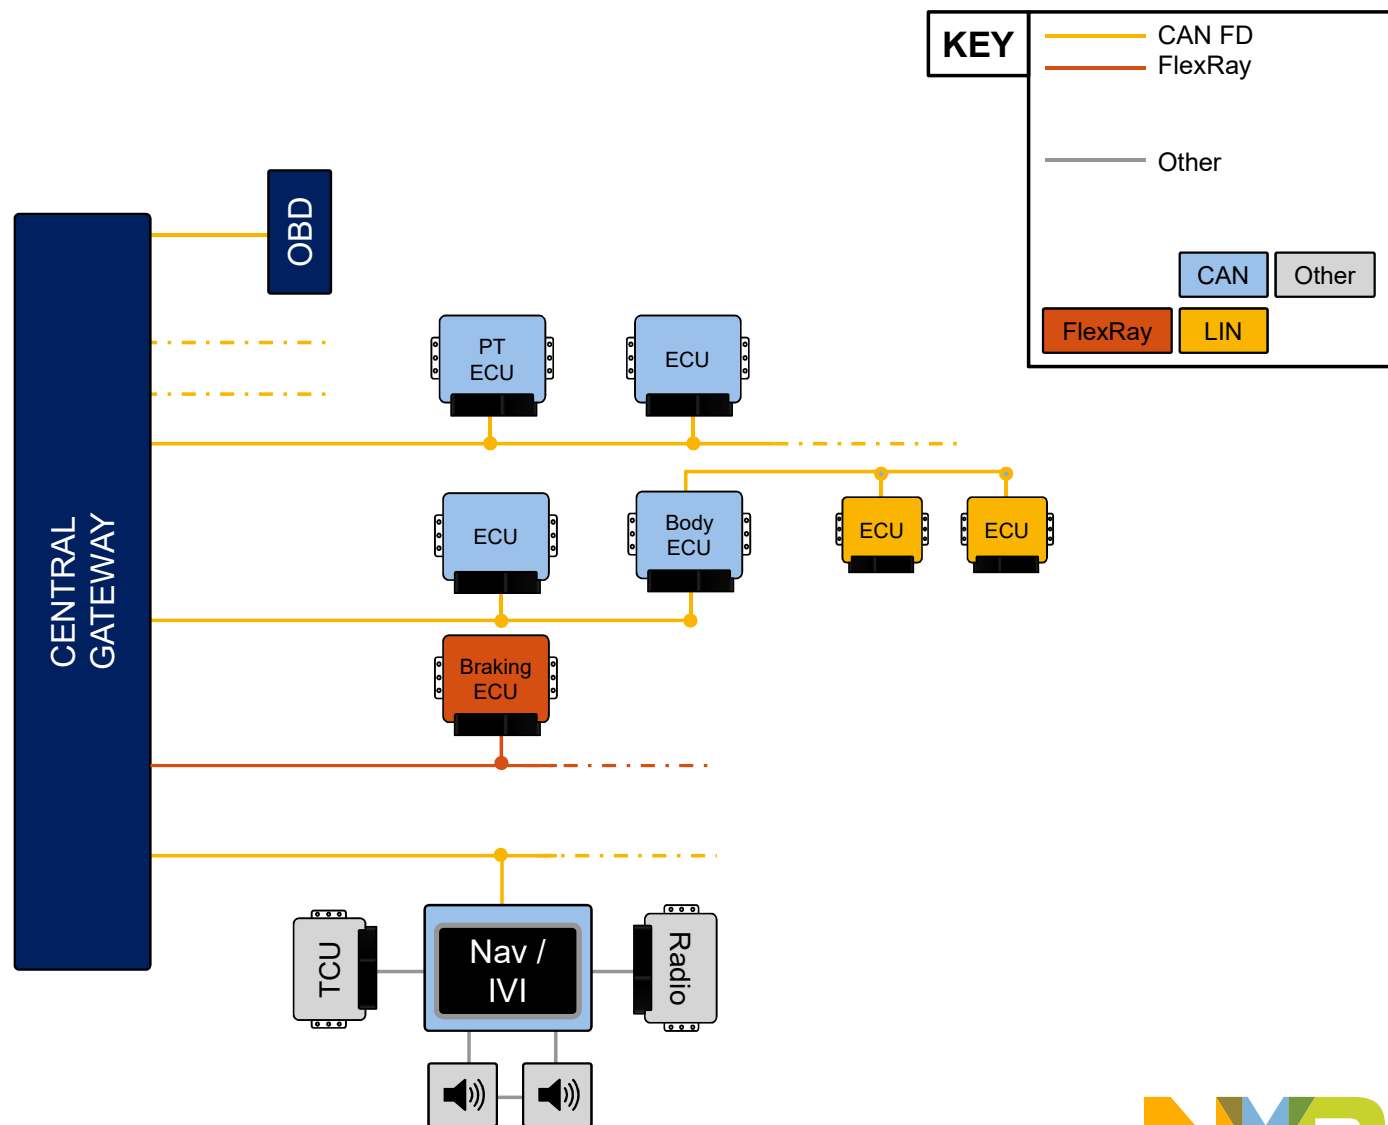 KEY
CAN FD
FlexRay
Other
CAN
Other
FlexRay
LIN
OBD
CENTRAL
GATEWAY
PT
ECU
ECU
ECU
Body
ECU
ECU
ECU
Braking
ECU
TCU
Nav /
IVI
Radio